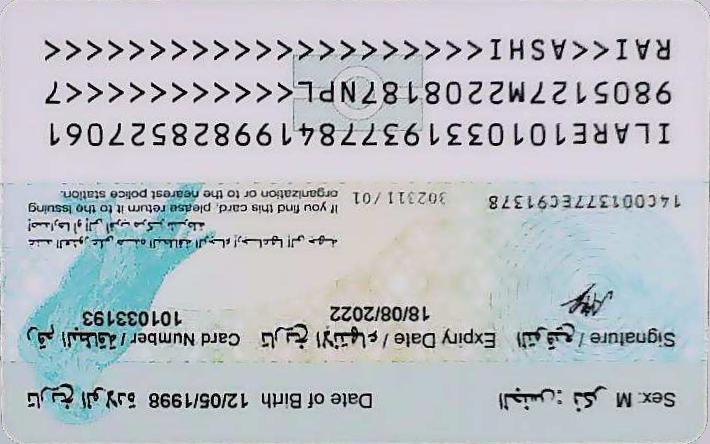 Sex: M الجنس: ذكر Date of Birth 12/05/1998 تاريخ الولادة
Signature / التوقيع Expiry Date / تاريخ الإنتهاء Card Number / رقم البطاقة
18/08/2022 101033193
عند العثور على هذه البطاقة الرجاء إرجاعها إلى جهة
إصدارها أو إلى أقرب مركز شرطة
If you find this card, please return it to the issuing
organization or to the nearest police station.
14C001377EC91378 302311/01
ILARE1010331937784199828527061
9805127M2208187NPL<<<<<<<<<<<7
RAI<<ASHI<<<<<<<<<<<<<<<<<<<<<